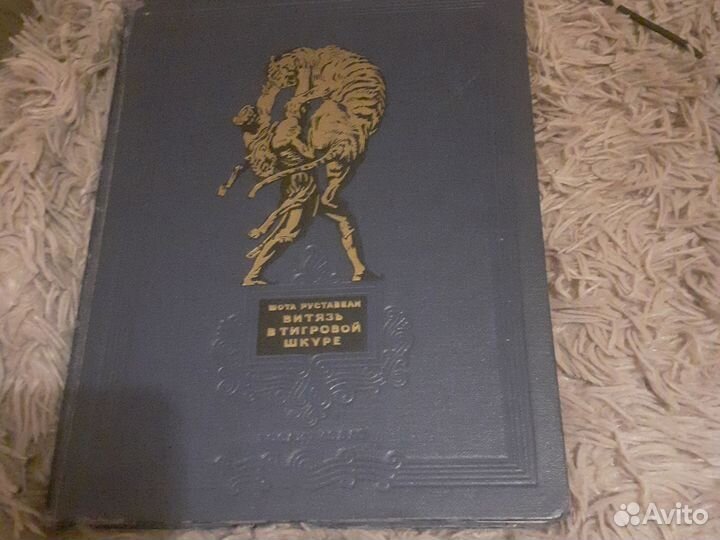 ШОТА РУСТАВЕЛИ
ВИТЯЗЬ
В ТИГРОВОЙ
ШКУРЕ
Avito